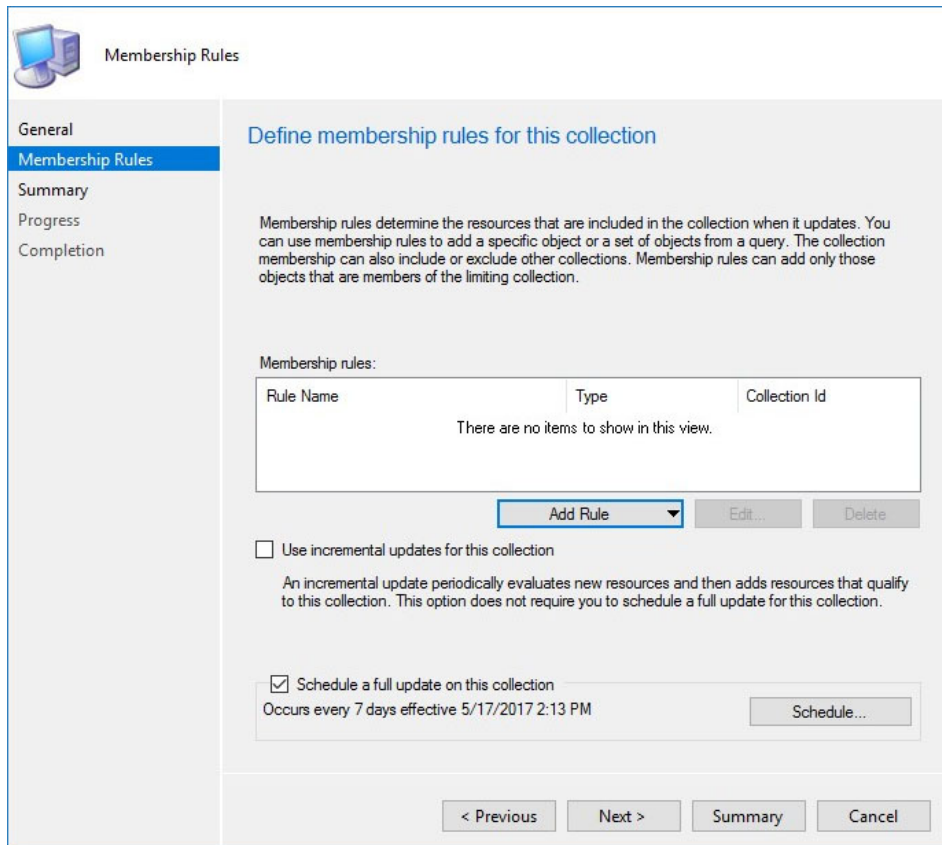 Membership Rules
General
Membership Rules
Summary
Progress
Completion
Define membership rules for this collection
Membership rules determine the resources that are included in the collection when it updates. You
can use membership rules to add a specific object or a set of objects from a query. The collection
membership can also include or exclude other collections. Membership rules can add only those
objects that are members of the limiting collection.
Membership rules:
Rule Name Type Collection Id
There are no items to show in this view.
Add Rule Edit... Delete
Use incremental updates for this collection
An incremental update periodically evaluates new resources and then adds resources that qualify
to this collection. This option does not require you to schedule a full update for this collection.
Schedule a full update on this collection
Occurs every 7 days effective 5/17/2017 2:13 PM Schedule...
< Previous Next > Summary Cancel